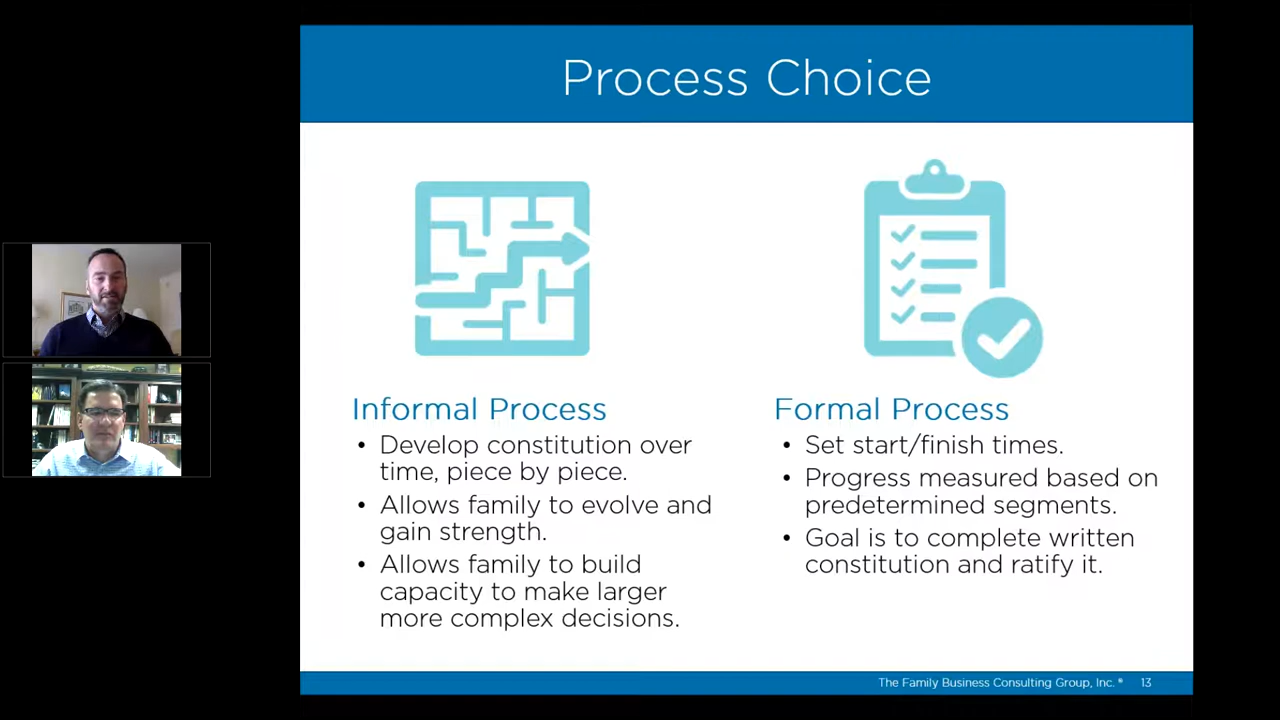 Process Choice
Informal Process
• Develop constitution over
time, piece by piece.
• Allows family to evolve and
gain strength.
• Allows family to build
capacity to make larger
more complex decisions.
Formal Process
• Set start/finish times.
• Progress measured based on
predetermined segments.
• Goal is to complete written
constitution and ratify it.
The Family Business Consulting Group, Inc.® 13